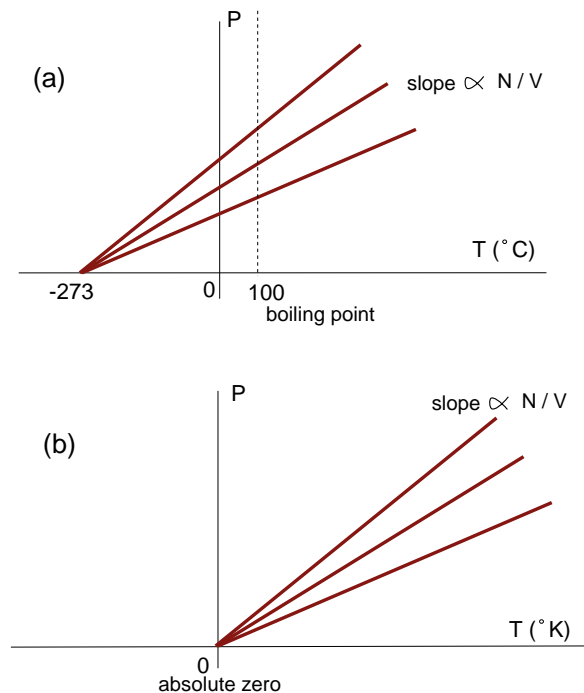 P
(a)
slope ∝ N / V
T (°C)
-273
0
100
boiling point
P
slope ∝ N / V
(b)
T (°K)
0
absolute zero